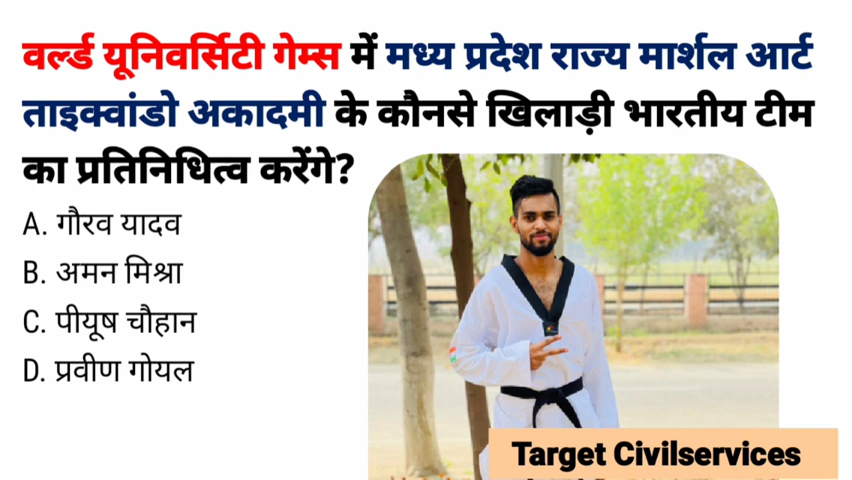 वर्ल्ड यूनिवर्सिटी गेम्स में मध्य प्रदेश राज्य मार्शल आर्ट
ताइक्वांडो अकादमी के कौनसे खिलाड़ी भारतीय टीम
का प्रतिनिधित्व करेंगे?
A. गौरव यादव
B. अमन मिश्रा
C. पीयूष चौहान
D. प्रवीण गोयल
Target Civilservices